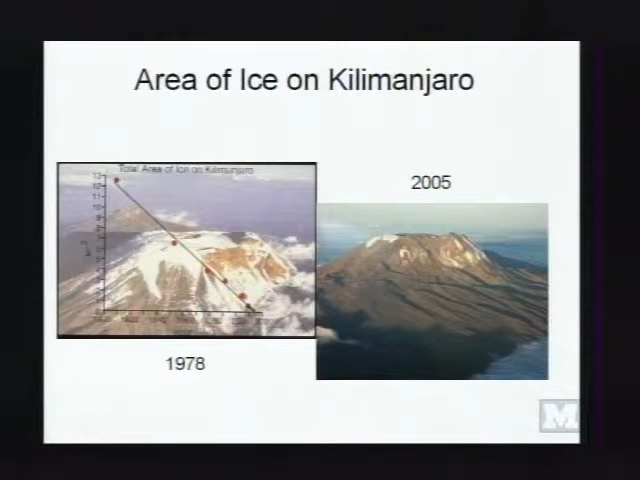 Area of Ice on Kilimanjaro
Total Area of Ice on Kilimanjaro
2005
1978
M